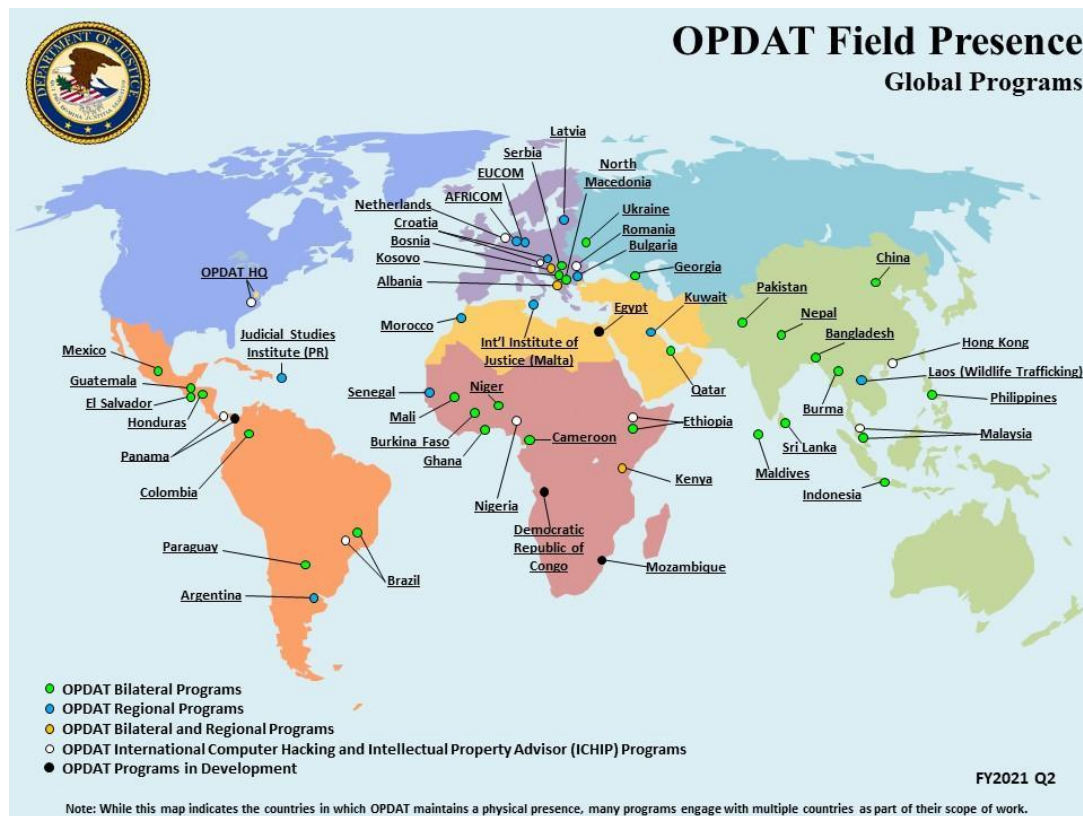 OPDAT Field Presence
Global Programs
DEPARTMENT OF JUSTICE
Latvia
Serbia
North
Macedonia
EUCOM
AFRICOM
Netherlands
Ukraine
Croatia
Romania
Bosnia
Bulgaria
Kosovo
Georgia
China
OPDAT HQ
Albania
Pakistan
Egypt
Kuwait
Nepal
Morocco
Bangladesh
Judicial Studies
Institute (PR)
Int'l Institute of
Justice (Malta)
Hong Kong
Mexico
Laos (Wildlife Trafficking)
Guatemala
Qatar
Senegal
Niger
El Salvador
Philippines
Mali
Burma
Honduras
Ethiopia
Burkina Faso
Cameroon
Malaysia
Sri Lanka
Panama
Ghana
Maldives
Kenya
Colombia
Indonesia
Nigeria
Democratic
Republic of
Congo
Paraguay
Mozambique
Brazil
Argentina
OPDAT Bilateral Programs
OPDAT Regional Programs
OPDAT Bilateral and Regional Programs
OPDAT International Computer Hacking and Intellectual Property Advisor (ICHIP) Programs
OPDAT Programs in Development
FY2021 Q2
Note: While this map indicates the countries in which OPDAT maintains a physical presence, many programs engage with multiple countries as part of their scope of work.